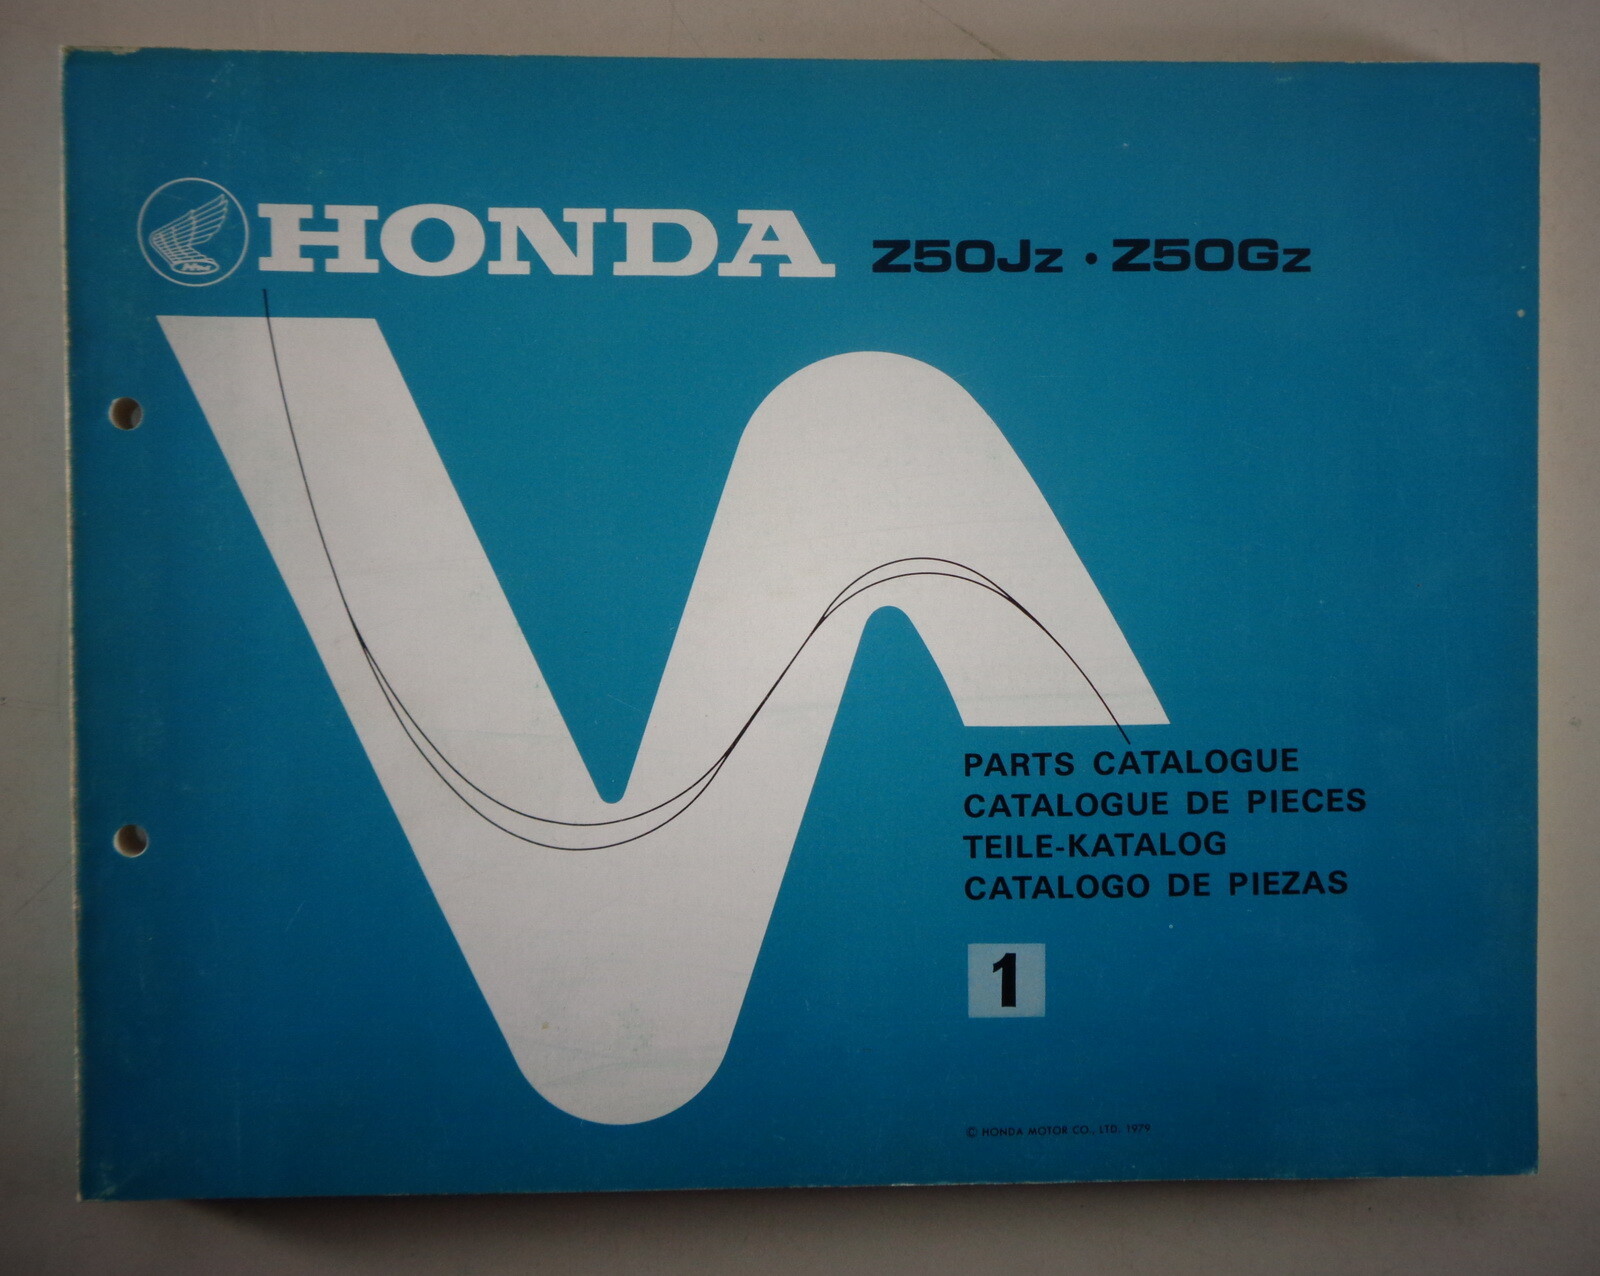 HONDA Z50Jz · Z50Gz
PARTS CATALOGUE
CATALOGUE DE PIECES
TEILE-KATALOG
CATALOGO DE PIEZAS
1
© HONDA MOTOR CO., LTD. 1979